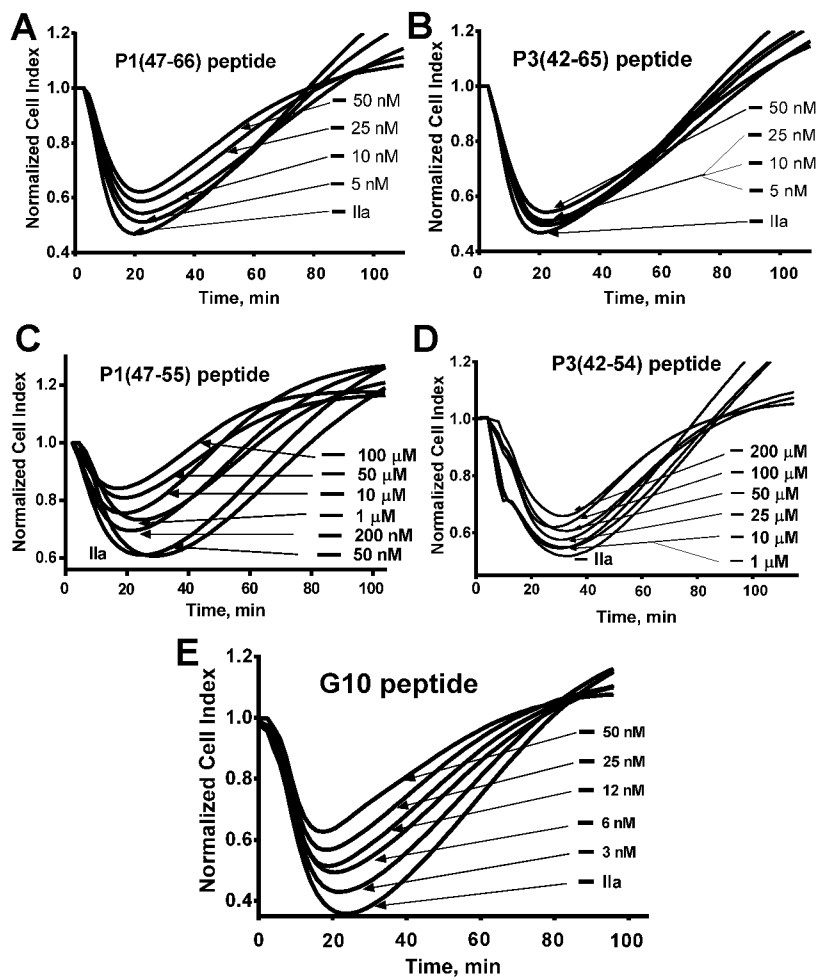 A
P1(47-66) peptide
Normalized Cell Index
1.2
1.0
0.8
0.6
0.4
50 nM
25 nM
10 nM
5 nM
IIa
0 20 40 60 80 100
Time, min
B
P3(42-65) peptide
Normalized Cell Index
1.2
1.0
0.8
0.6
0.4
50 nM
25 nM
10 nM
5 nM
IIa
0 20 40 60 80 100
Time, min
C
P1(47-55) peptide
Normalized Cell Index
1.2
1.0
0.8
0.6
100 μM
50 μM
10 μM
1 μM
200 nM
50 nM
IIa
0 20 40 60 80 100
Time, min
D
P3(42-54) peptide
Normalized Cell Index
1.2
1.0
0.8
0.6
200 μM
100 μM
50 μM
25 μM
10 μM
1 μM
IIa
0 20 40 60 80 100
Time, min
E
G10 peptide
Normalized Cell Index
1.2
1.0
0.8
0.6
0.4
50 nM
25 nM
12 nM
6 nM
3 nM
IIa
0 20 40 60 80 100
Time, min